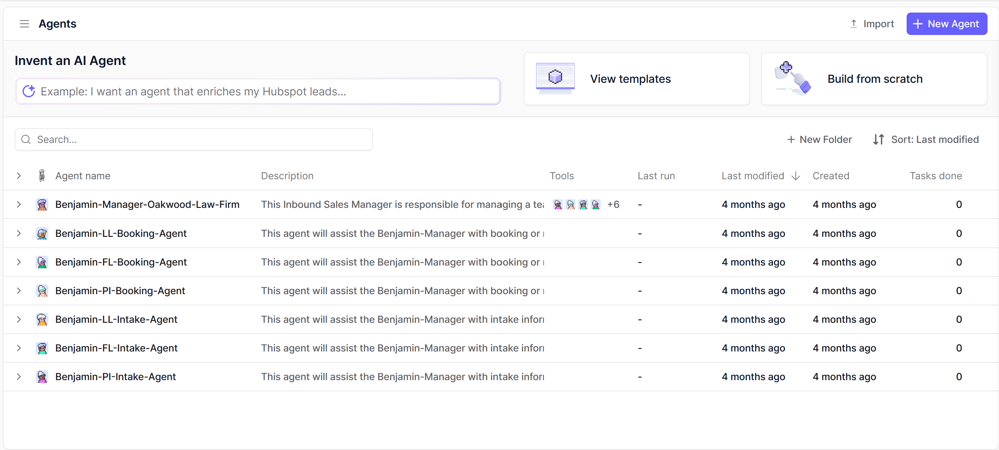 Agents
Import
New Agent
Invent an AI Agent
Example: I want an agent that enriches my Hubspot leads...
View templates
Build from scratch
Search...
New Folder
Sort: Last modified
Agent name Description Tools Last run Last modified Created Tasks done
Benjamin-Manager-Oakwood-Law-Firm This Inbound Sales Manager is responsible for managing a +6 - 4 months ago 4 months ago 0
Benjamin-LL-Booking-Agent This agent will assist the Benjamin-Manager with booking or - 4 months ago 4 months ago 0
Benjamin-FL-Booking-Agent This agent will assist the Benjamin-Manager with booking or - 4 months ago 4 months ago 0
Benjamin-PI-Booking-Agent This agent will assist the Benjamin-Manager with booking or - 4 months ago 4 months ago 0
Benjamin-LL-Intake-Agent This agent will assist the Benjamin-Manager with intake - 4 months ago 4 months ago 0
Benjamin-FL-Intake-Agent This agent will assist the Benjamin-Manager with intake - 4 months ago 4 months ago 0
Benjamin-PI-Intake-Agent This agent will assist the Benjamin-Manager with intake - 4 months ago 4 months ago 0